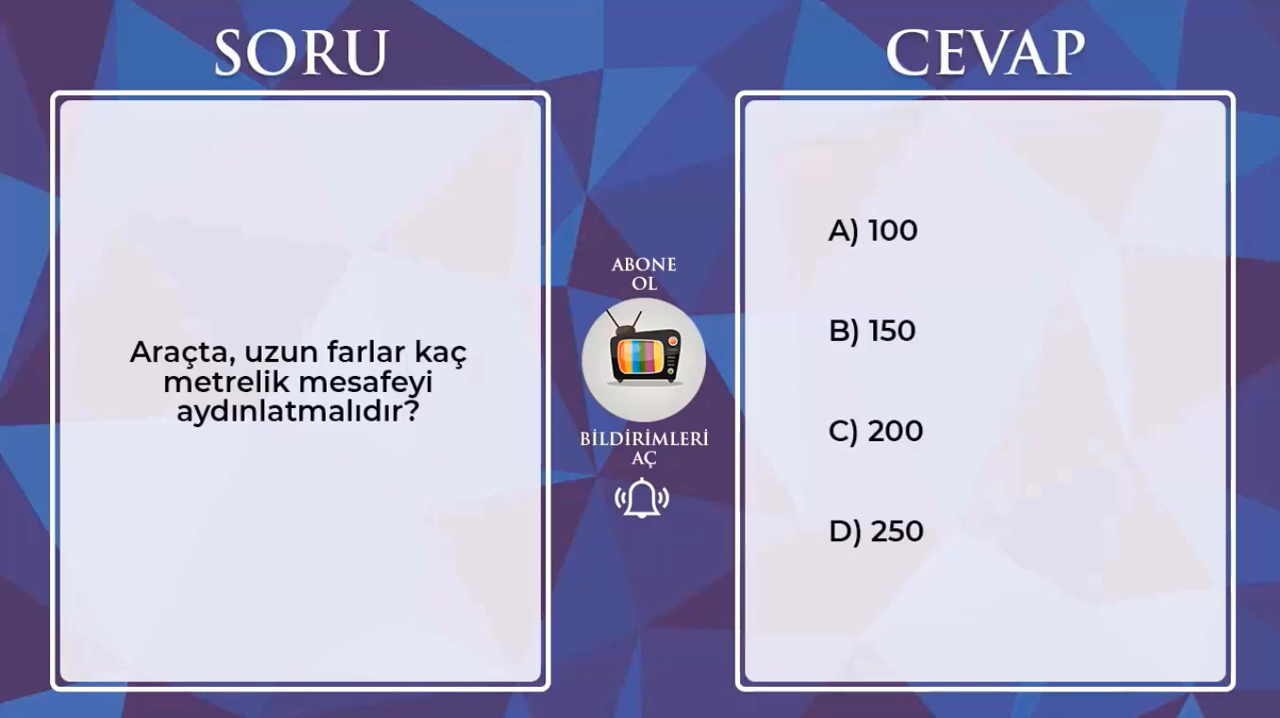 SORU
Araçta, uzun farlar kaç
metrelik mesafeyi
aydınlatmalıdır?
ABONE
OL
BİLDİRİMLERİ
AÇ
CEVAP
A) 100
B) 150
C) 200
D) 250